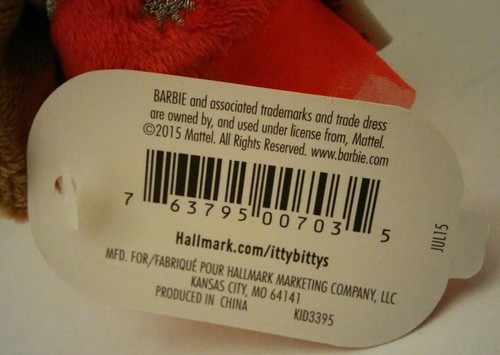 BARBIE and associated trademarks and trade dress
are owned by, and used under license from, Mattel.
©2015 Mattel. All Rights Reserved. www.barbie.com
7 63795 00703 5
Hallmark.com/ittybittys
MFD. FOR/FABRIQUÉ POUR HALLMARK MARKETING COMPANY, LLC
KANSAS CITY, MO 64141
PRODUCED IN CHINA KID3395
JUL15